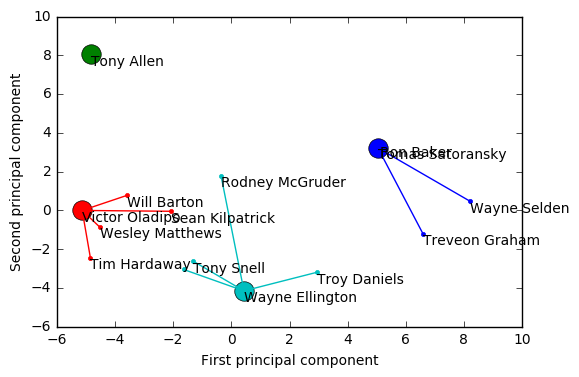 10
8
6
4
2
0
−2
−4
−6
Second principal component
Tony Allen
Ron Baker
Tomas Satoransky
Rodney McGruder
Will Barton
Wayne Selden
Victor Oladipo
Sean Kilpatrick
Wesley Matthews
Treveon Graham
Tim Hardaway
Tony Snell
Troy Daniels
Wayne Ellington
−6 −4 −2 0 2 4 6 8 10
First principal component